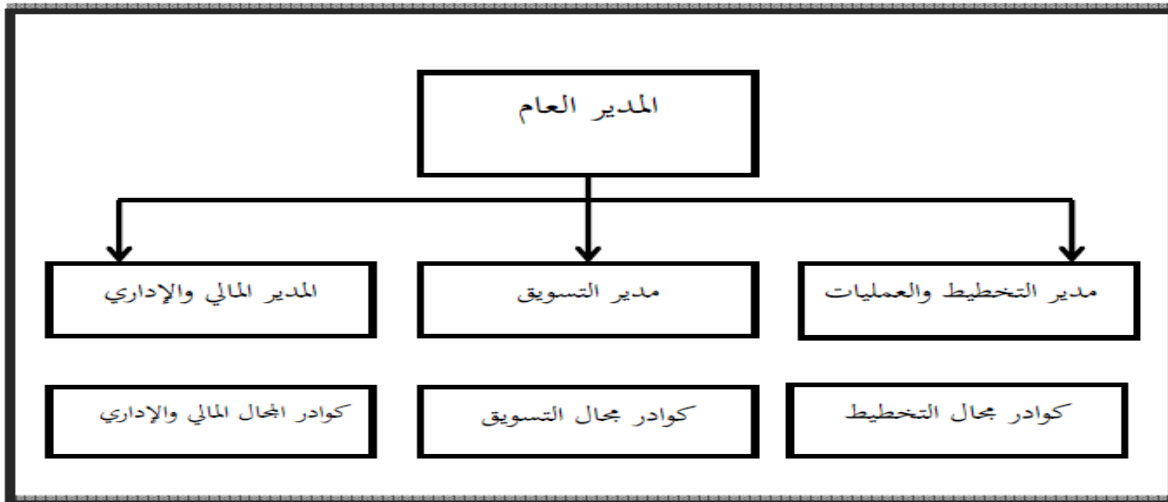 المدير العام
مدير التخطيط والعمليات
مدير التسويق
المدير المالي والإداري
كوادر مجال التخطيط
كوادر مجال التسويق
كوادر المجال المالي والإداري